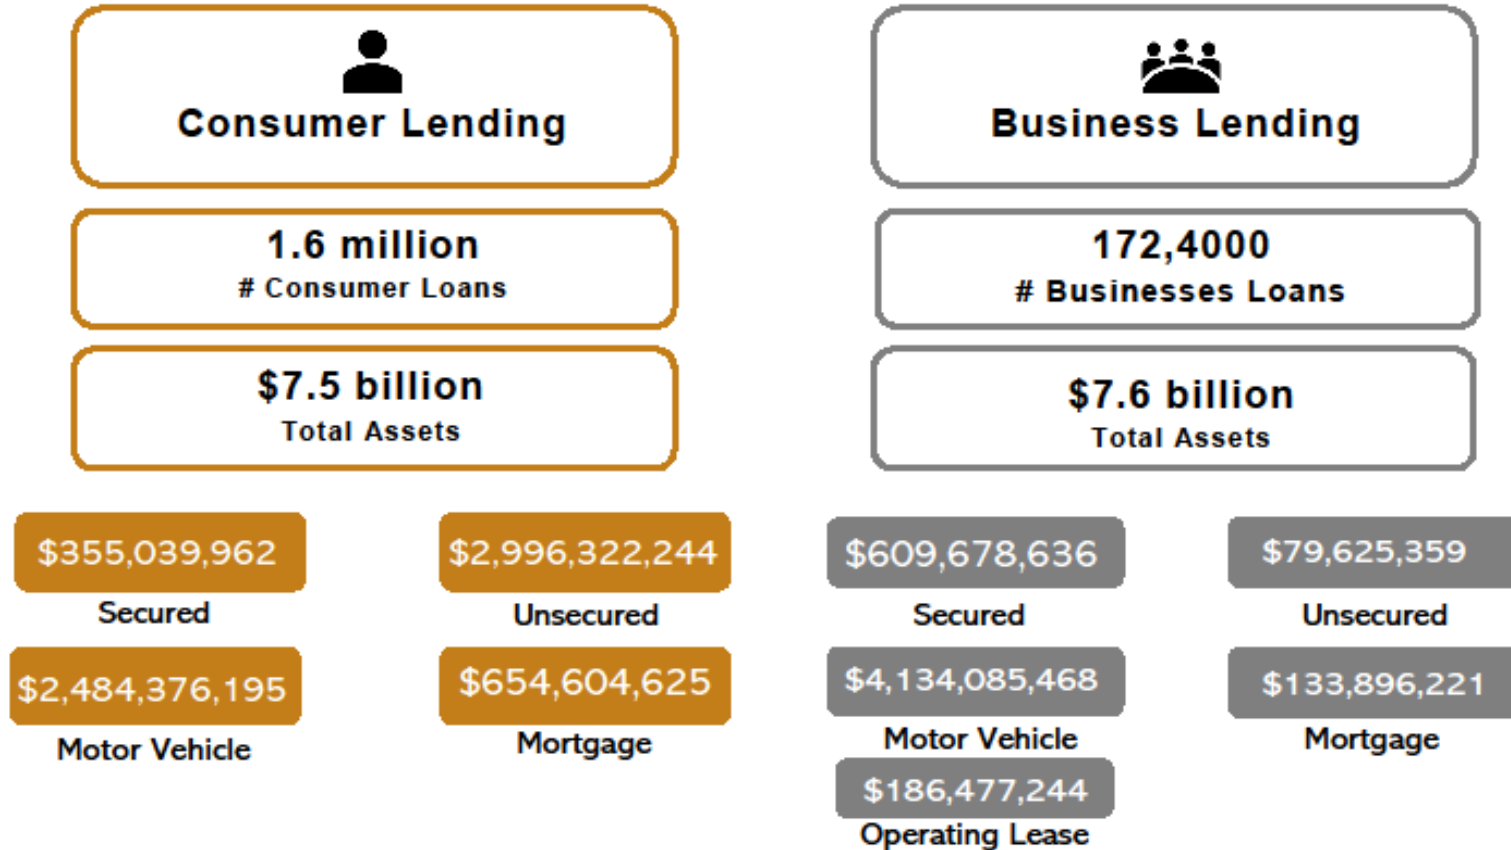 Consumer Lending
1.6 million
# Consumer Loans
$7.5 billion
Total Assets
$355,039,962
Secured
$2,996,322,244
Unsecured
$2,484,376,195
Motor Vehicle
$654,604,625
Mortgage
Business Lending
172,4000
# Businesses Loans
$7.6 billion
Total Assets
$609,678,636
Secured
$79,625,359
Unsecured
$4,134,085,468
Motor Vehicle
$133,896,221
Mortgage
$186,477,244
Operating Lease